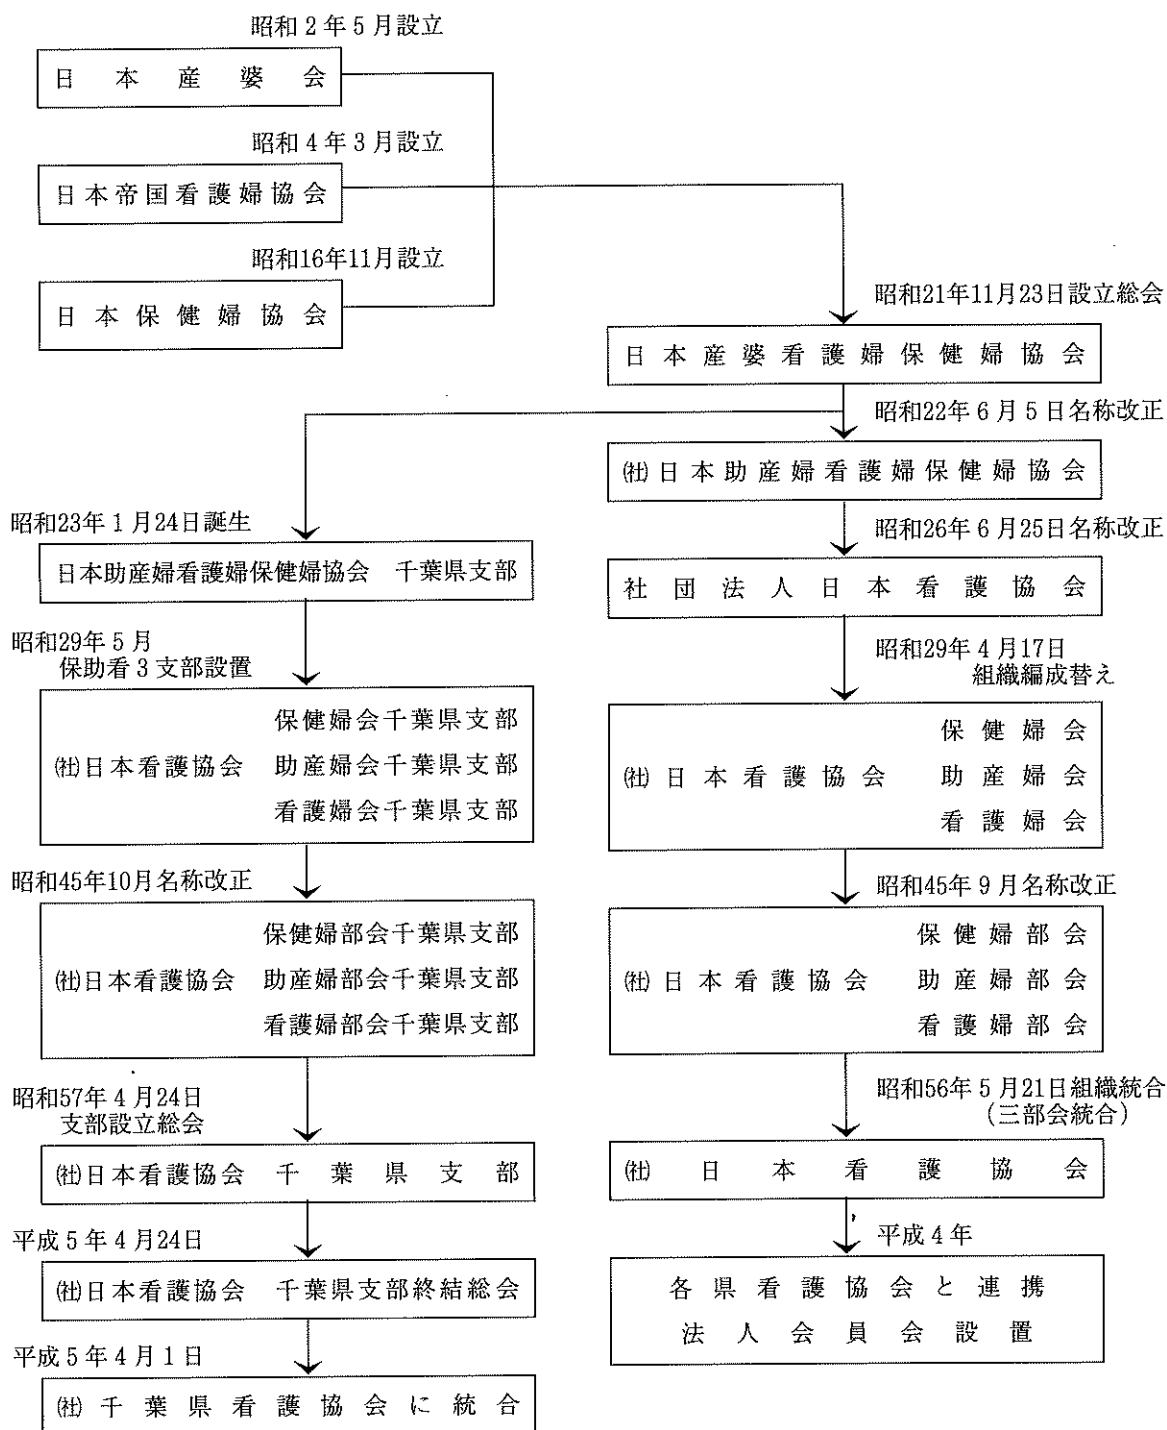 昭和2年5月設立
日本産婆会
昭和4年3月設立
日本帝国看護婦協会
昭和16年11月設立
日本保健婦協会
昭和21年11月23日設立総会
日本産婆看護婦保健婦協会
昭和22年6月5日名称改正
㈳日本助産婦看護婦保健婦協会
昭和26年6月25日名称改正
社団法人日本看護協会
昭和29年4月17日
組織編成替え
保健婦会
㈳日本看護協会 助産婦会
看護婦会
昭和45年9月名称改正
保健婦部会
㈳日本看護協会 助産婦部会
看護婦部会
昭和56年5月21日組織統合
(三部会統合)
㈳日本看護協会
平成4年
各県看護協会と連携
法人会員会設置
昭和23年1月24日誕生
日本助産婦看護婦保健婦協会 千葉県支部
昭和29年5月
保助看3支部設置
保健婦会千葉県支部
㈳日本看護協会 助産婦会千葉県支部
看護婦会千葉県支部
昭和45年10月名称改正
保健婦部会千葉県支部
㈳日本看護協会 助産婦部会千葉県支部
看護婦部会千葉県支部
昭和57年4月24日
支部設立総会
㈳日本看護協会 千葉県支部
平成5年4月24日
㈳日本看護協会 千葉県支部終結総会
平成5年4月1日
㈳千葉県看護協会に統合